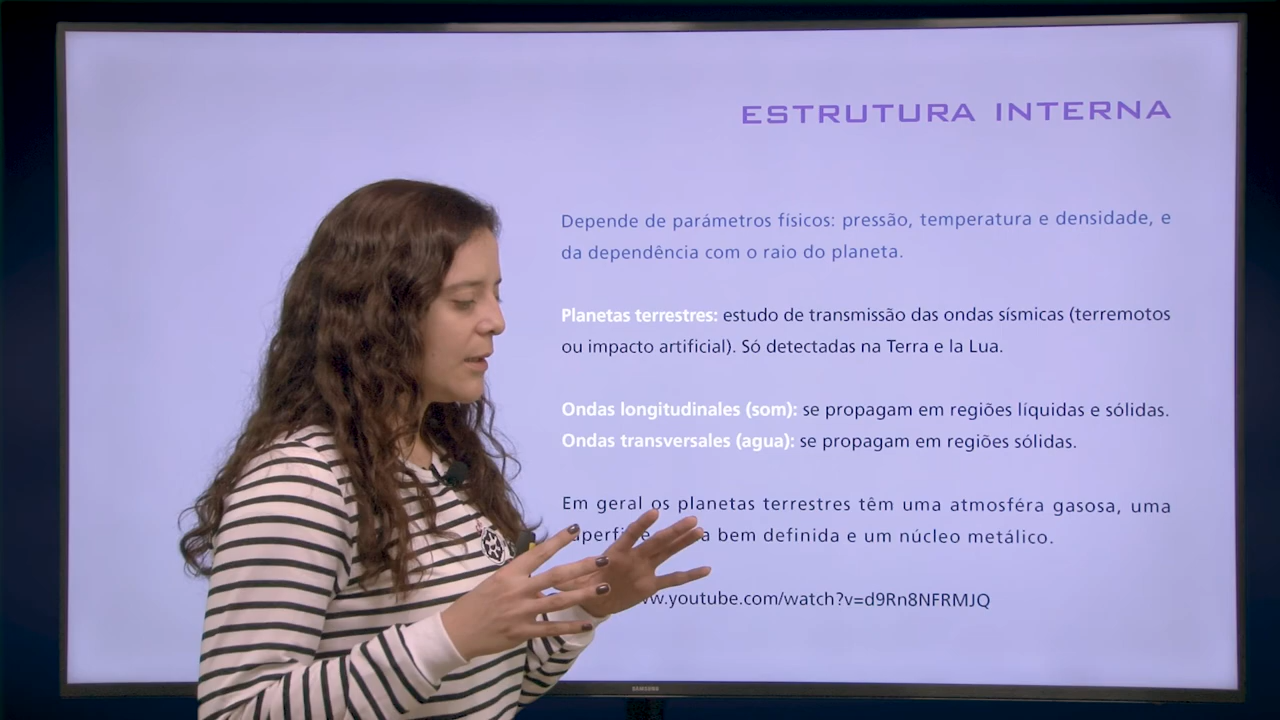 ESTRUTURA INTERNA
Depende de parámetros físicos: pressão, temperatura e densidade, e
da dependência com o raio do planeta.
Planetas terrestres: estudo de transmissão das ondas sísmicas (terremotos
ou impacto artificial). Só detectadas na Terra e la Lua.
Ondas longitudinales (som): se propagam em regiões líquidas e sólidas.
Ondas transversales (agua): se propagam em regiões sólidas.
Em geral os planetas terrestres têm uma atmosféra gasosa, uma
bem definida e um núcleo metálico.
.youtube.com/watch?v=d9Rn8NFRMJQ
SAMSUNG